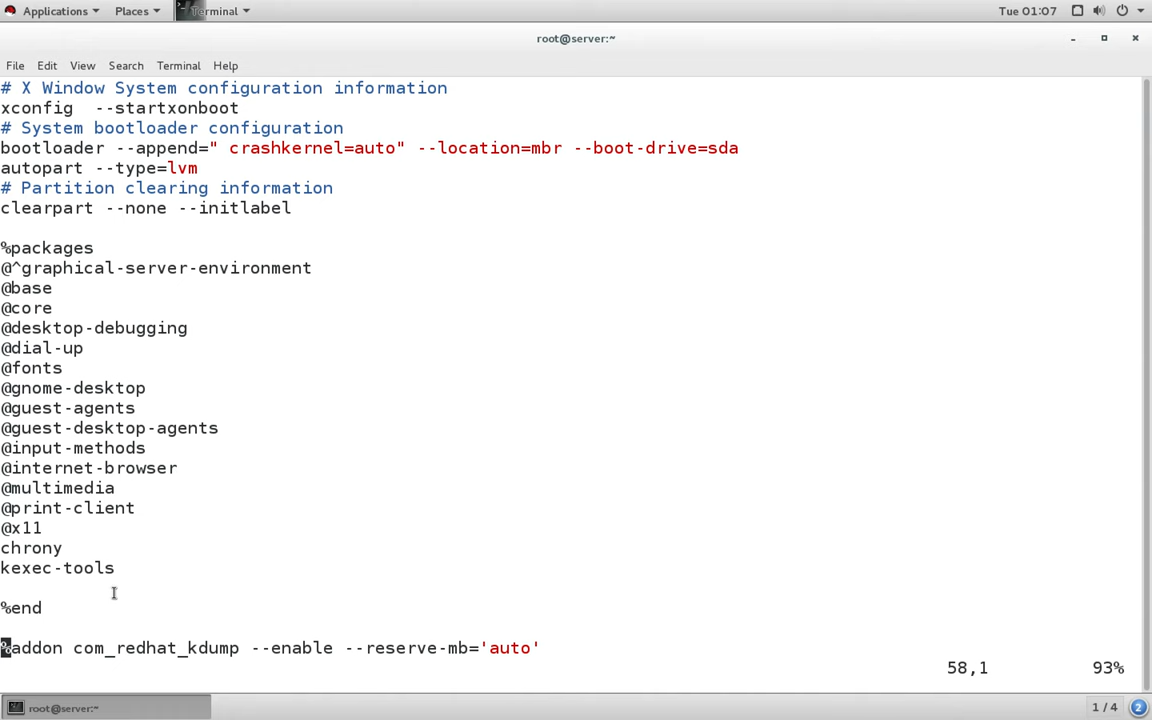 Applications Places Terminal Tue 01:07
root@server:~
File Edit View Search Terminal Help
# X Window System configuration information
xconfig  --startxonboot
# System bootloader configuration
bootloader --append=" crashkernel=auto" --location=mbr --boot-drive=sda
autopart --type=lvm
# Partition clearing information
clearpart --none --initlabel
%packages
@^graphical-server-environment
@base
@core
@desktop-debugging
@dial-up
@fonts
@gnome-desktop
@guest-agents
@guest-desktop-agents
@input-methods
@internet-browser
@multimedia
@print-client
@x11
chrony
kexec-tools
%end
%addon com_redhat_kdump --enable --reserve-mb='auto'
58,1 93%
root@server:~ 1 / 4 2